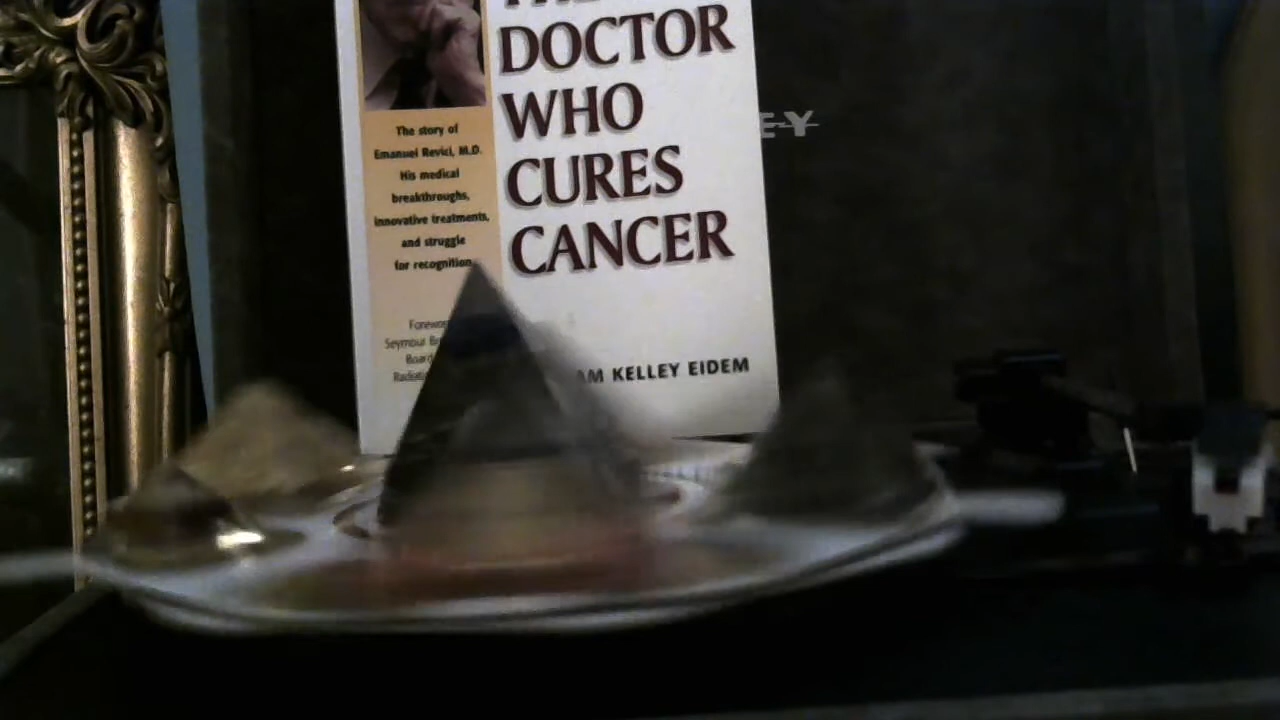 DOCTOR
WHO
CURES
CANCER
The story of
Emanuel Revici, M.D.
His medical
breakthroughs,
innovative treatments,
and struggle
for recognition.
Seymour
KELLEY EIDEM